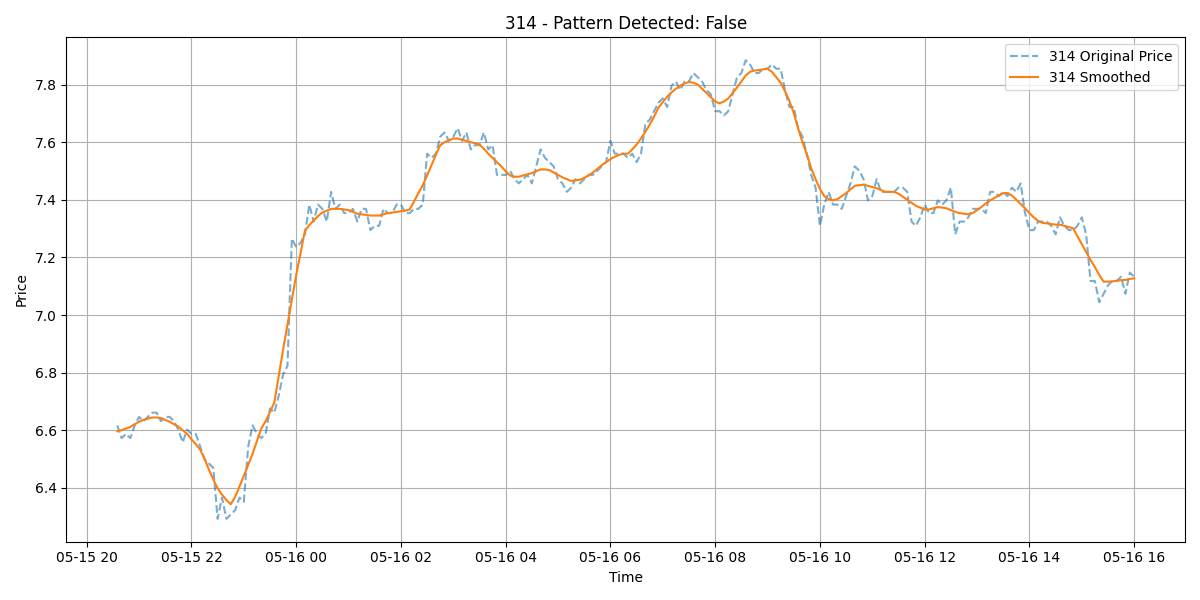 314 - Pattern Detected: False
314 Original Price
314 Smoothed
Price
7.8
7.6
7.4
7.2
7.0
6.8
6.6
6.4
05-15 20 05-15 22 05-16 00 05-16 02 05-16 04 05-16 06 05-16 08 05-16 10 05-16 12 05-16 14 05-16 16
Time